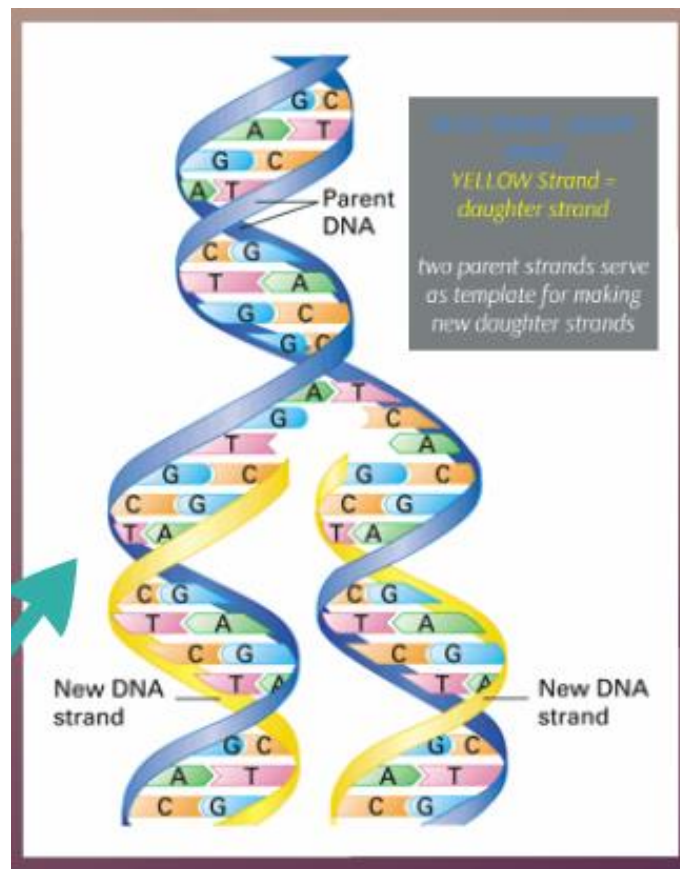 G C
A T
G C
A T
Parent
DNA
YELLOW Strand =
daughter strand
two parent strands serve
as template for making
new daughter strands
C G
T A
G C
G C
A T
G C
T A
G C G C
C G C G
T A T A
C G C G
T A T A
C G C G
T A T A
New DNA
strand
New DNA
strand
G C G C
A T A T
C G C G